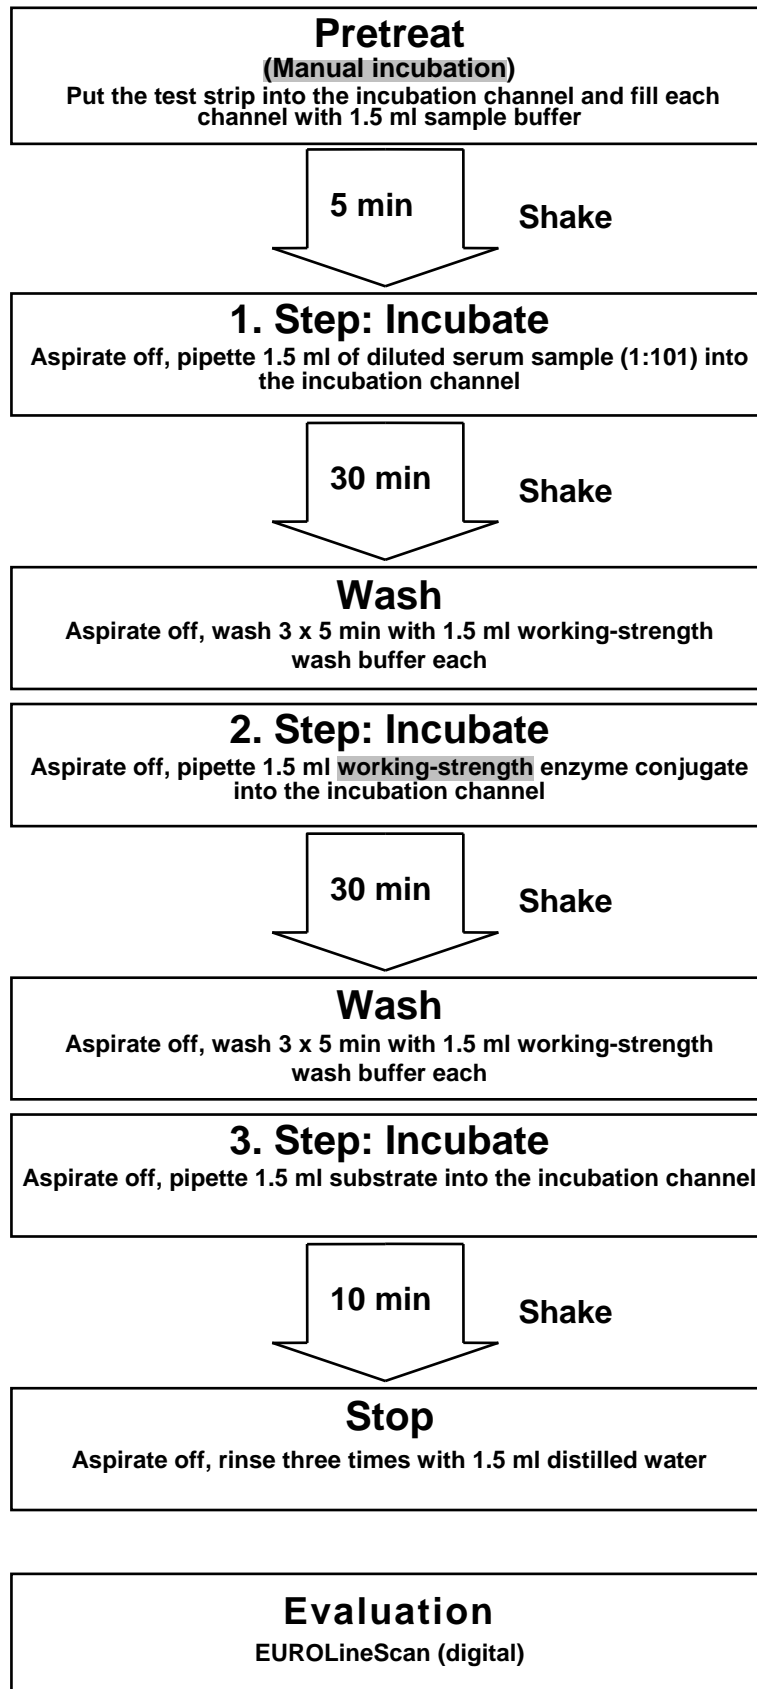 Pretreat
(Manual incubation)
Put the test strip into the incubation channel and fill each
channel with 1.5 ml sample buffer
5 min
Shake
1. Step: Incubate
Aspirate off, pipette 1.5 ml of diluted serum sample (1:101) into
the incubation channel
30 min
Shake
Wash
Aspirate off, wash 3 x 5 min with 1.5 ml working-strength
wash buffer each
2. Step: Incubate
Aspirate off, pipette 1.5 ml working-strength enzyme conjugate
into the incubation channel
30 min
Shake
Wash
Aspirate off, wash 3 x 5 min with 1.5 ml working-strength
wash buffer each
3. Step: Incubate
Aspirate off, pipette 1.5 ml substrate into the incubation channel
10 min
Shake
Stop
Aspirate off, rinse three times with 1.5 ml distilled water
Evaluation
EUROLineScan (digital)